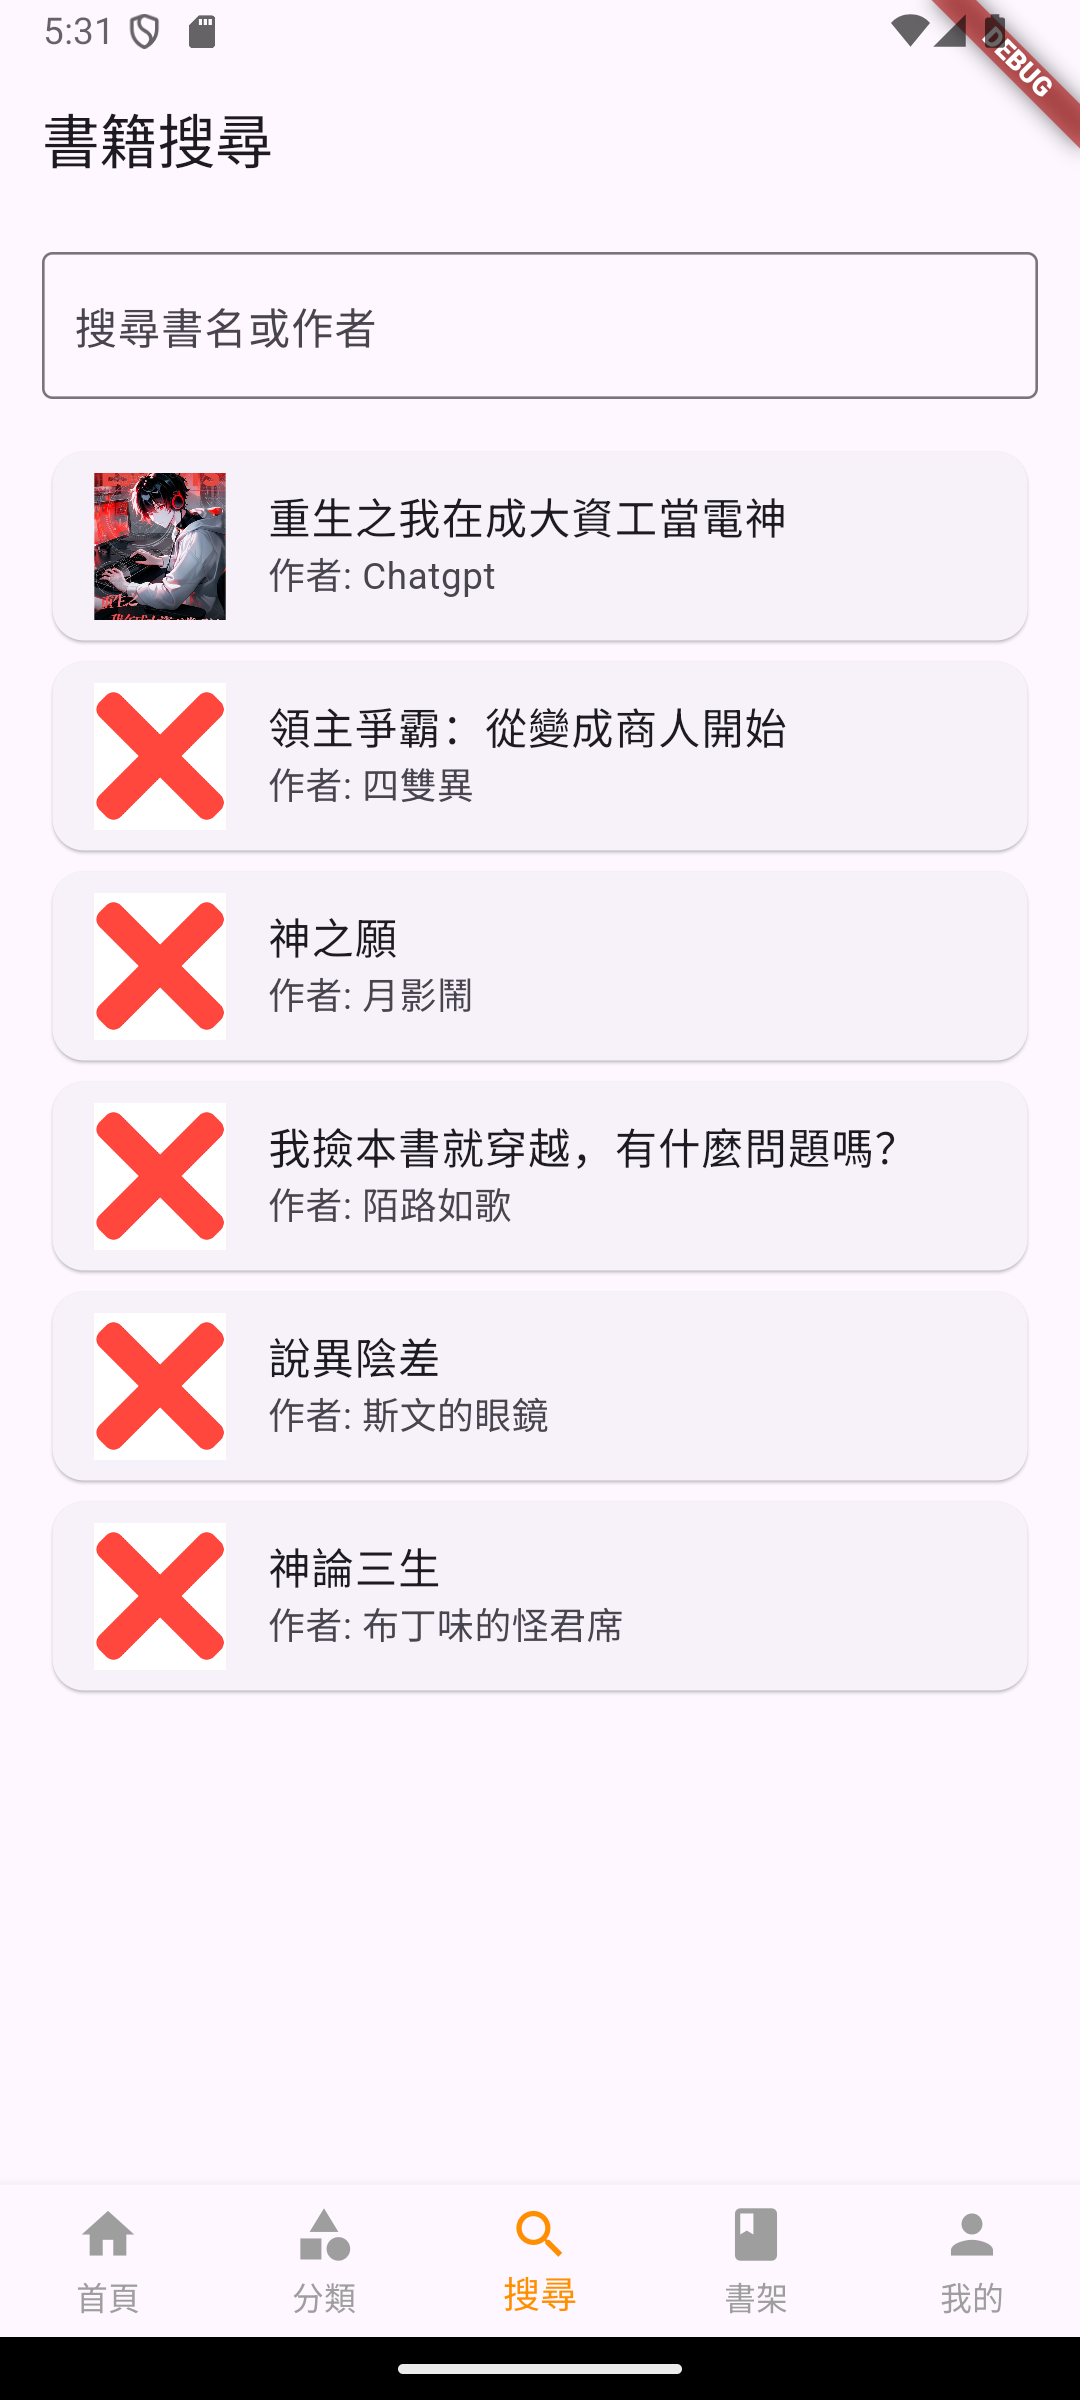 5:31
DEBUG
書籍搜尋
搜尋書名或作者
重生之我在成大資工當電神
作者: Chatgpt
重生之
領主爭霸：從變成商人開始
作者: 四雙異
神之願
作者: 月影鬧
我撿本書就穿越，有什麼問題嗎？
作者: 陌路如歌
說異陰差
作者: 斯文的眼鏡
神論三生
作者: 布丁味的怪君席
首頁
分類
搜尋
書架
我的